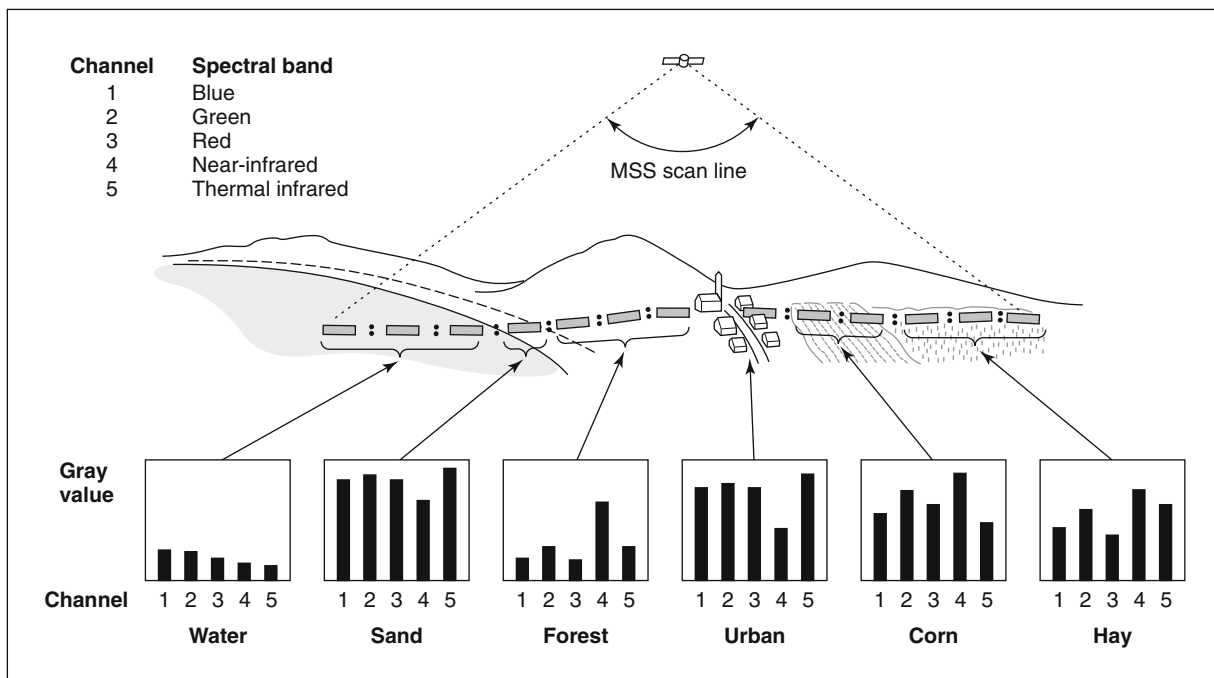 Channel Spectral band
1 Blue
2 Green
3 Red
4 Near-infrared
5 Thermal infrared
MSS scan line
Gray
value
Channel 1 2 3 4 5 1 2 3 4 5 1 2 3 4 5 1 2 3 4 5 1 2 3 4 5 1 2 3 4 5
Water Sand Forest Urban Corn Hay